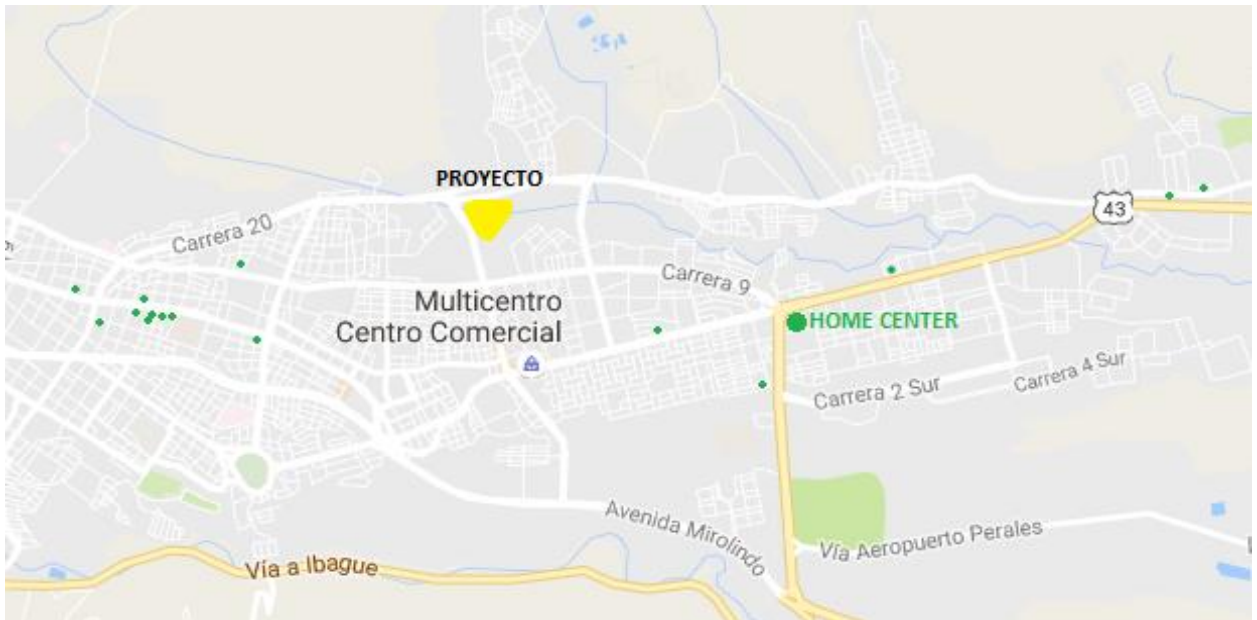 PROYECTO
Carrera 20
43
Carrera 9
Multicentro
Centro Comercial
HOME CENTER
Carrera 2 Sur
Carrera 4 Sur
Avenida Mirolindo
Vía Aeropuerto Perales
Vía a Ibague